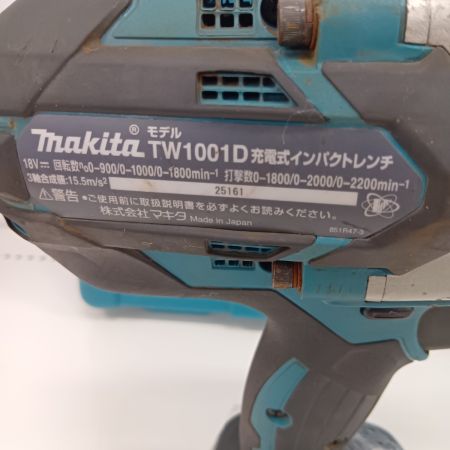 makita® モデル TW1001D 充電式インパクトレンチ
18V⎓ 回転数n₀0-900/0-1000/0-1800min⁻¹ 打撃数0-1800/0-2000/0-2200min⁻¹
3軸合成値:15.5m/s²
25161
⚠警告 ●ご使用前に取扱説明書を必ずよくお読みください。
株式会社マキタ Made in Japan
851R47-3